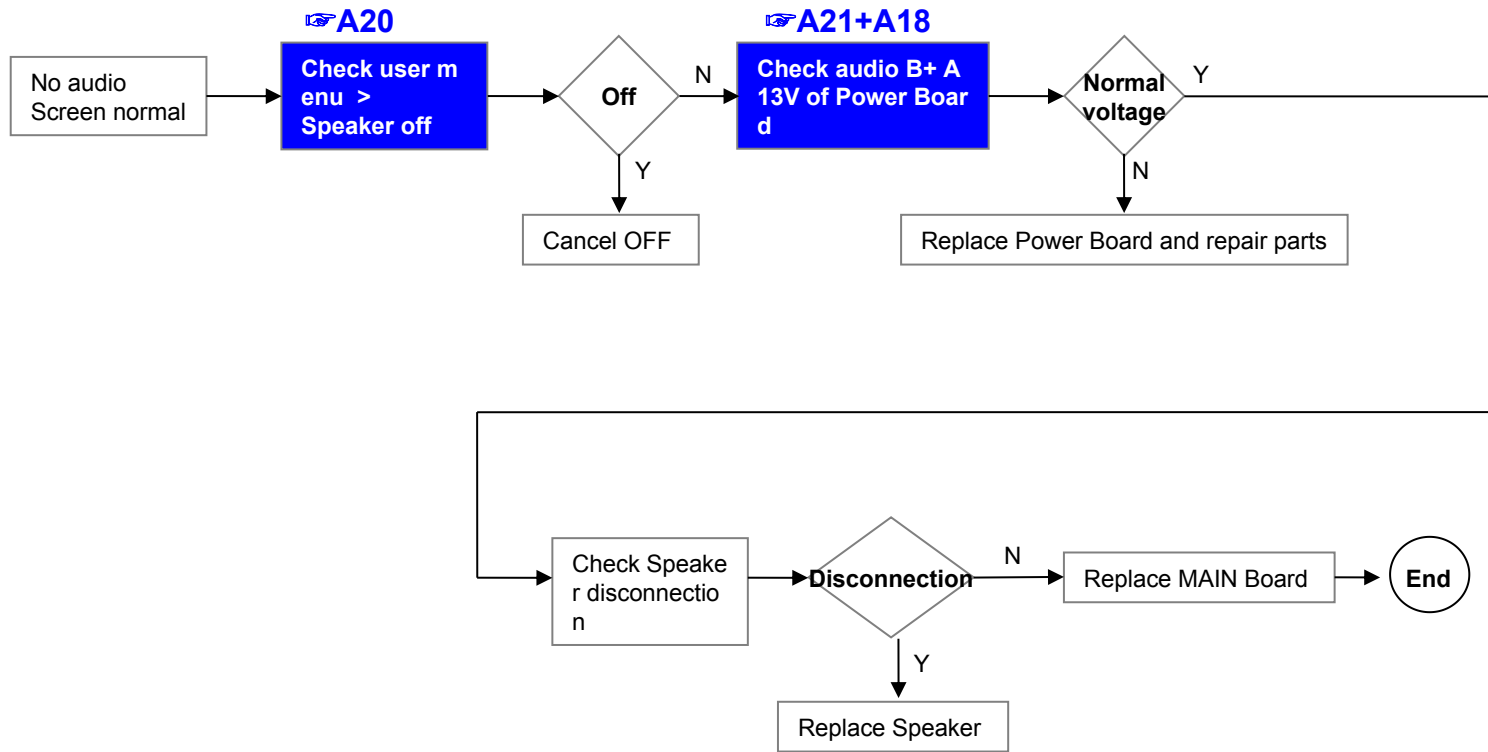 ☞A20
☞A21+A18
No audio
Screen normal
Check user m
enu >
Speaker off
Off
N
Y
Cancel OFF
Check audio B+ A
13V of Power Boar
d
Normal
voltage
Y
N
Replace Power Board and repair parts
Check Speake
r disconnectio
n
Disconnection
N
Y
Replace MAIN Board
End
Replace Speaker